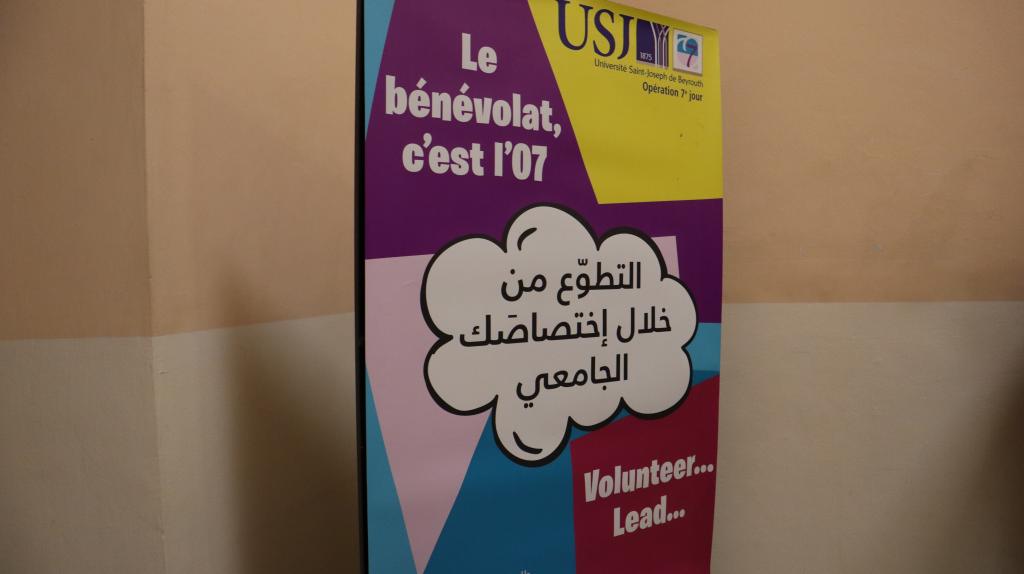 USJ
1875
Université Saint-Joseph de Beyrouth
Opération 7ᵉ jour
Le
bénévolat,
c'est l'07
التطوّع من
خلال إختصاصَك
الجامعي
Volunteer...
Lead...